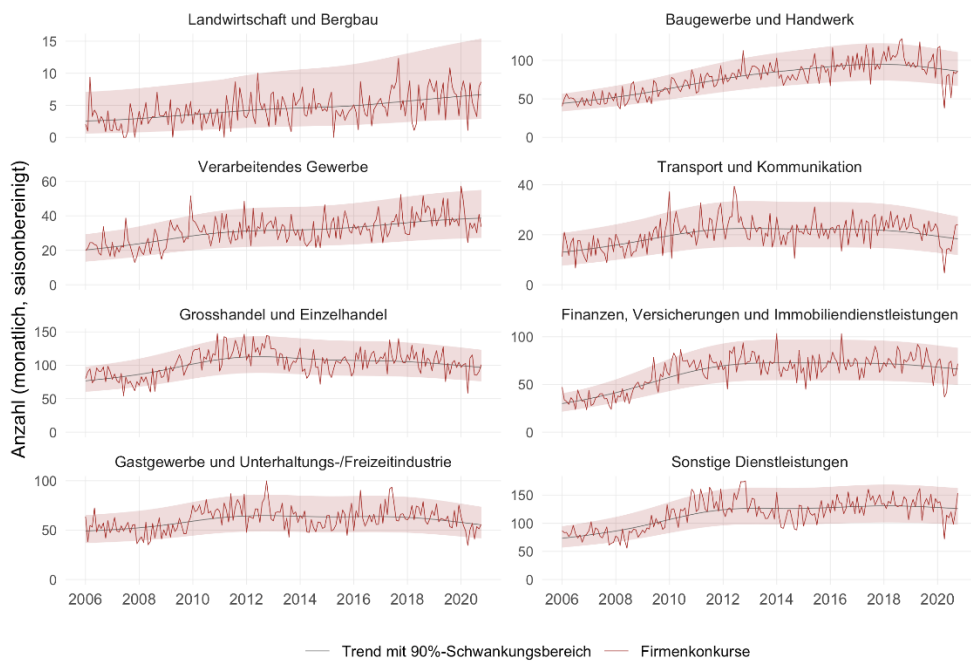 Anzahl (monatlich, saisonbereinigt)
Landwirtschaft und Bergbau
15
10
5
0
Baugewerbe und Handwerk
100
50
0
Verarbeitendes Gewerbe
60
40
20
0
Transport und Kommunikation
40
20
0
Grosshandel und Einzelhandel
150
100
50
0
Finanzen, Versicherungen und Immobiliendienstleistungen
100
50
0
Gastgewerbe und Unterhaltungs-/Freizeitindustrie
100
50
0
2006 2008 2010 2012 2014 2016 2018 2020
Sonstige Dienstleistungen
150
100
50
0
2006 2008 2010 2012 2014 2016 2018 2020
Trend mit 90%-Schwankungsbereich Firmenkonkurse